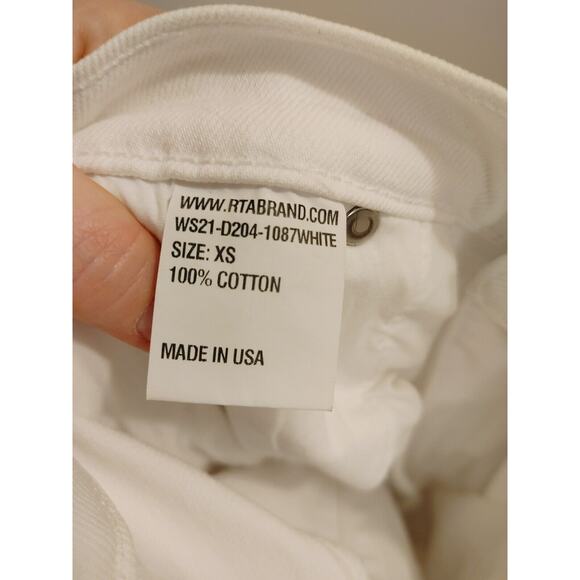 WWW.RTABRAND.COM
WS21-D204-1087WHITE
SIZE: XS
100% COTTON
MADE IN USA